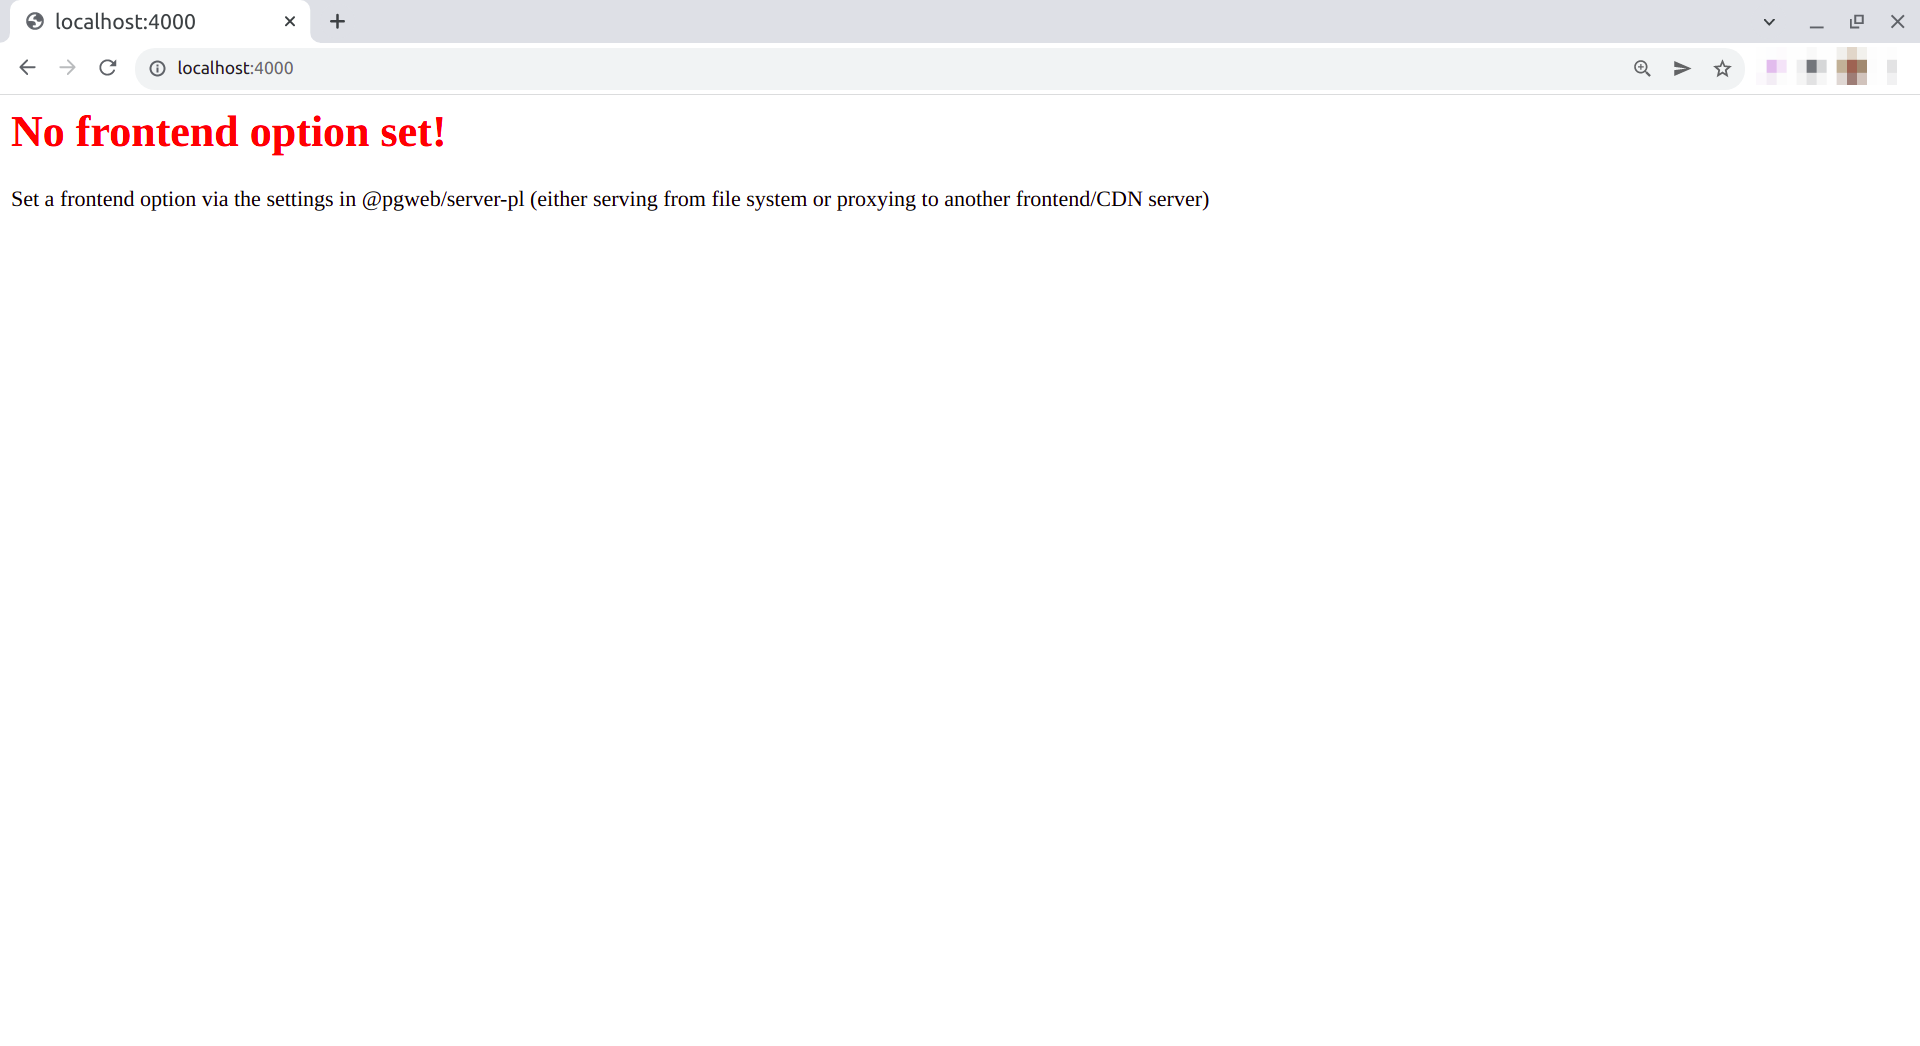 localhost:4000
localhost:4000
No frontend option set!
Set a frontend option via the settings in @pgweb/server-pl (either serving from file system or proxying to another frontend/CDN server)